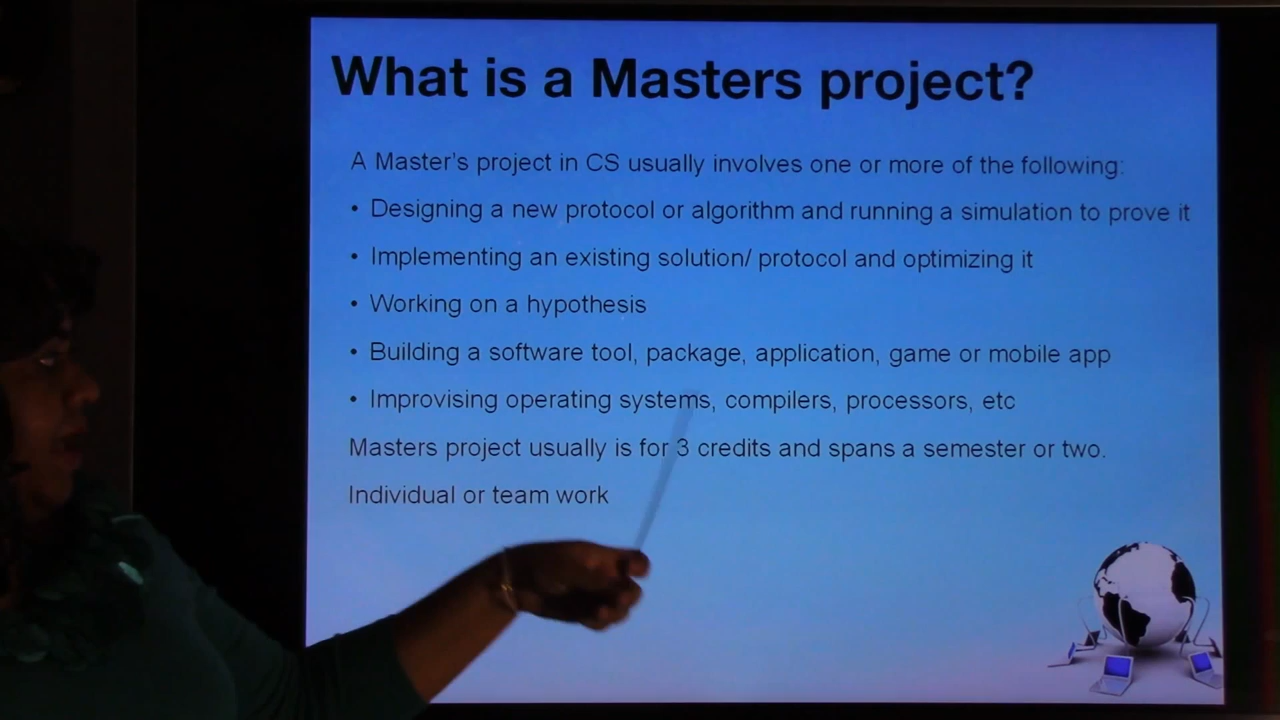 What is a Masters project?
A Master's project in CS usually involves one or more of the following:
• Designing a new protocol or algorithm and running a simulation to prove it
• Implementing an existing solution/ protocol and optimizing it
• Working on a hypothesis
• Building a software tool, package, application, game or mobile app
• Improvising operating systems, compilers, processors, etc
Masters project usually is for 3 credits and spans a semester or two.
Individual or team work